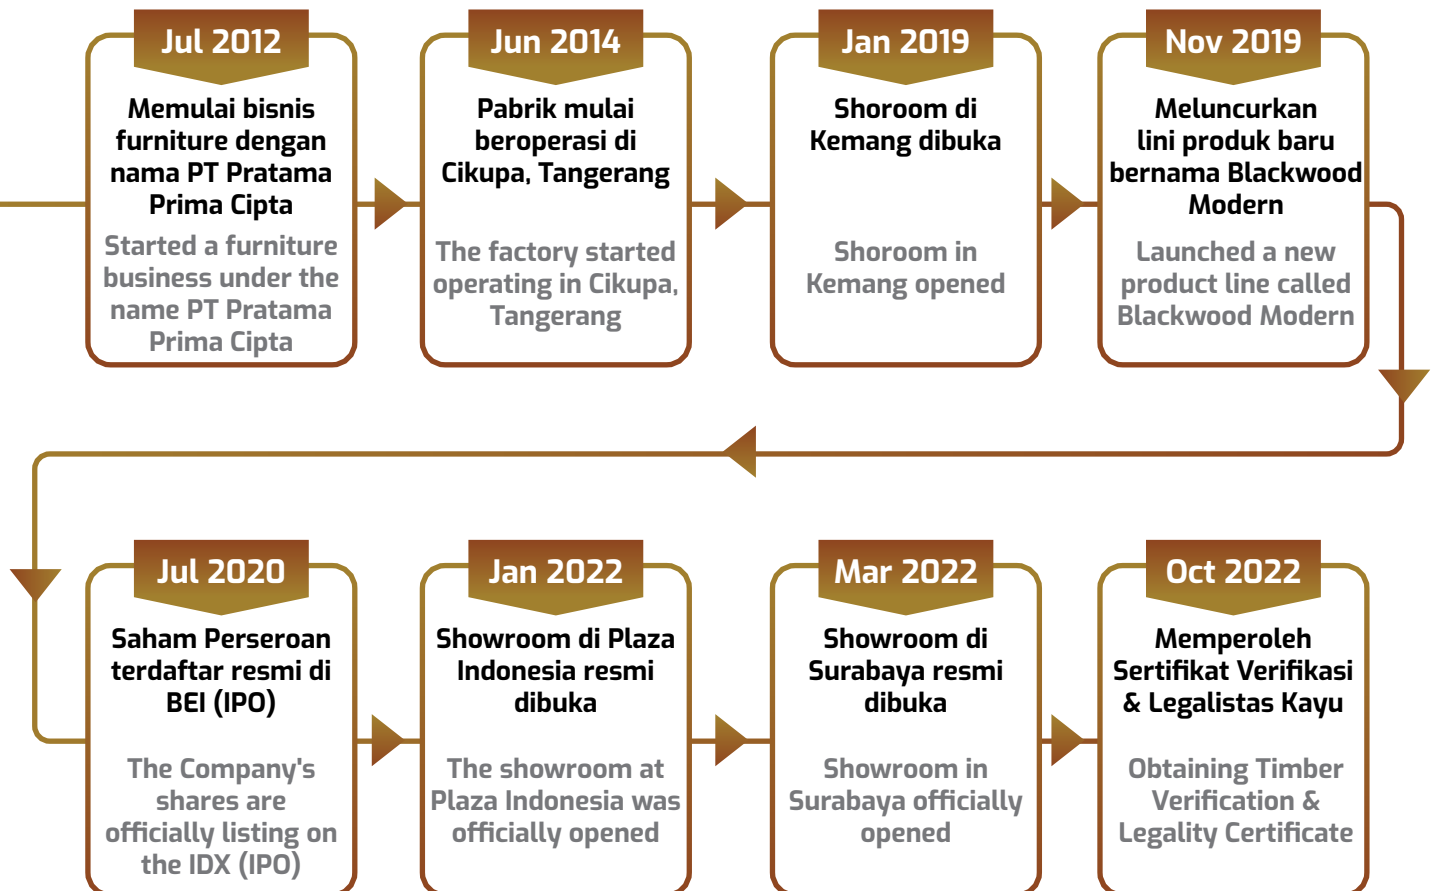 Jul 2012
Memulai bisnis
furniture dengan
nama PT Pratama
Prima Cipta
Started a furniture
business under the
name PT Pratama
Prima Cipta
Jun 2014
Pabrik mulai
beroperasi di
Cikupa, Tangerang
The factory started
operating in Cikupa,
Tangerang
Jan 2019
Shoroom di
Kemang dibuka
Shoroom in
Kemang opened
Nov 2019
Meluncurkan
lini produk baru
bernama Blackwood
Modern
Launched a new
product line called
Blackwood Modern
Jul 2020
Saham Perseroan
terdaftar resmi di
BEI (IPO)
The Company's
shares are
officially listing on
the IDX (IPO)
Jan 2022
Showroom di Plaza
Indonesia resmi
dibuka
The showroom at
Plaza Indonesia was
officially opened
Mar 2022
Showroom di
Surabaya resmi
dibuka
Showroom in
Surabaya officially
opened
Oct 2022
Memperoleh
Sertifikat Verifikasi
& Legalistas Kayu
Obtaining Timber
Verification &
Legality Certificate